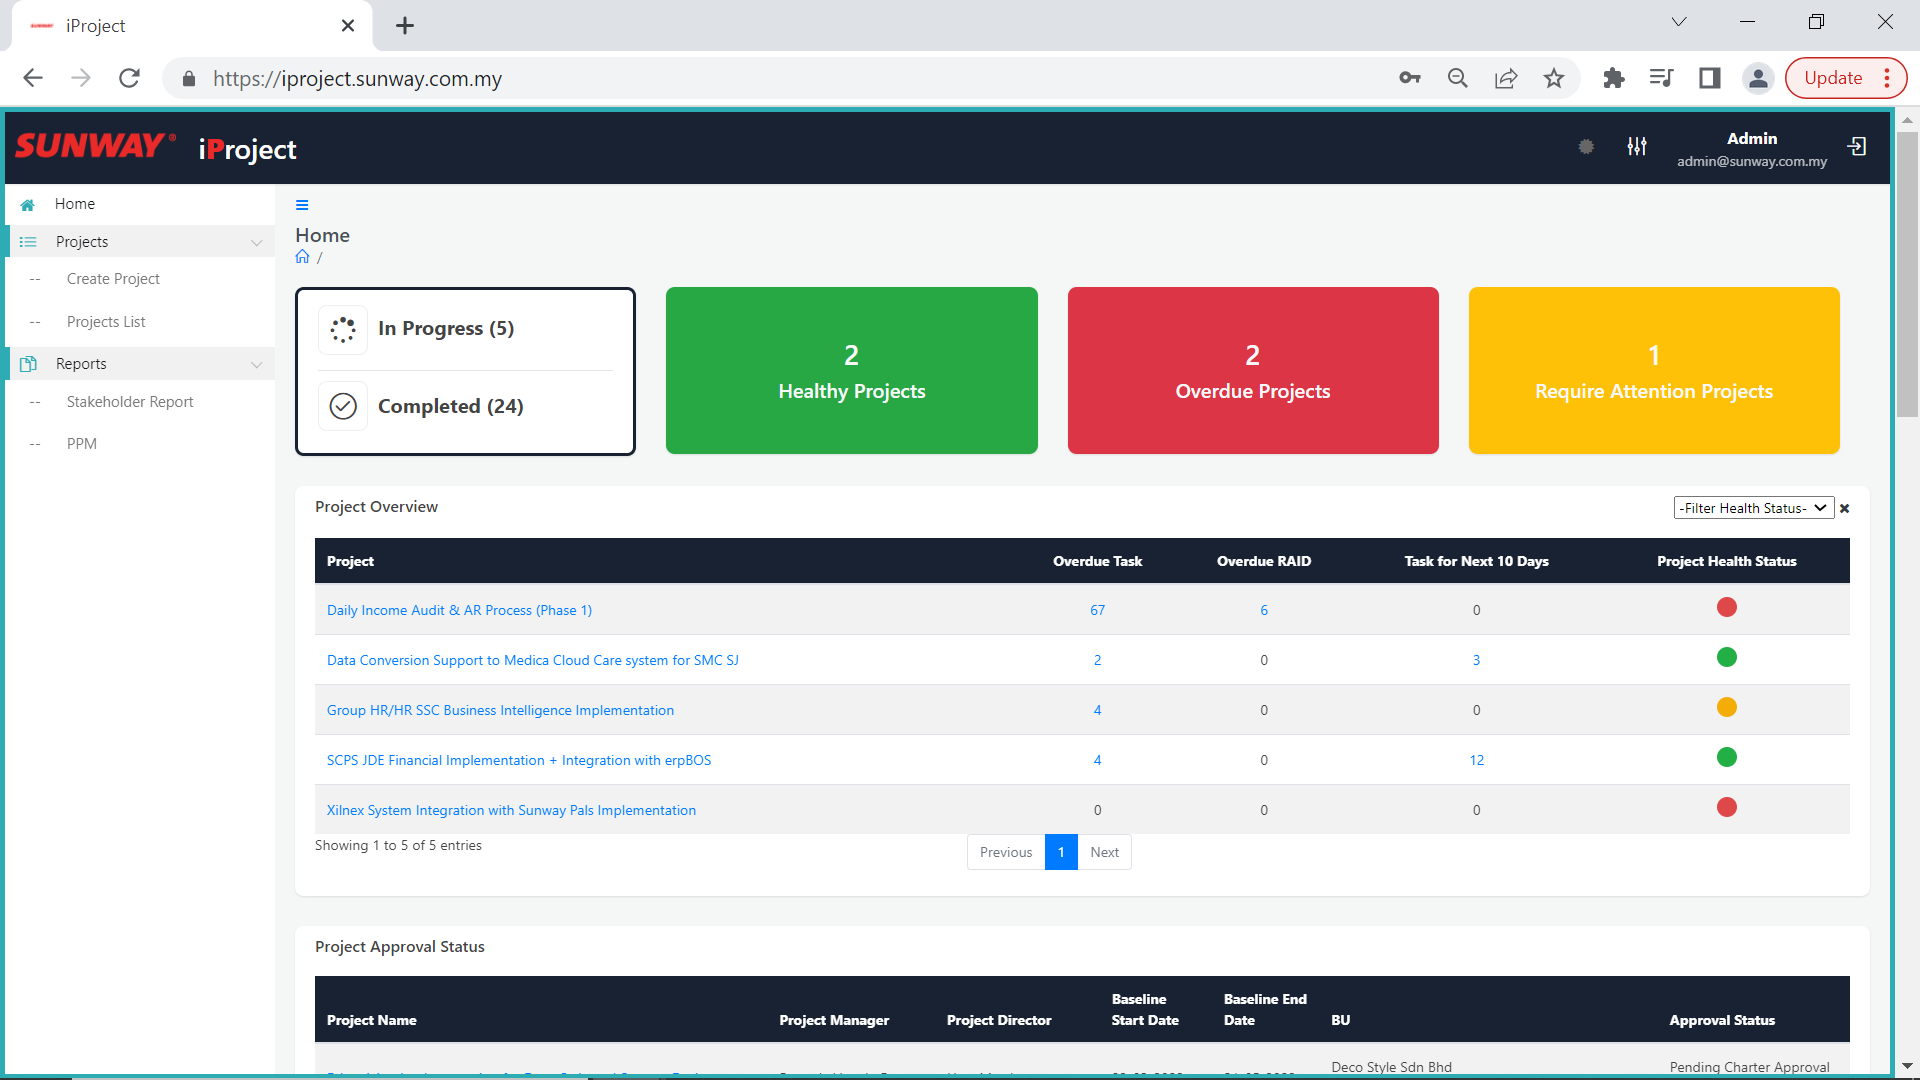 iProject
https://iproject.sunway.com.my
Update
SUNWAY®
iProject
Admin
admin@sunway.com.my
Home
Projects
-- Create Project
-- Projects List
Reports
-- Stakeholder Report
-- PPM
Home
/
In Progress (5)
Completed (24)
2
Healthy Projects
2
Overdue Projects
1
Require Attention Projects
Project Overview
-Filter Health Status-
Project Overdue Task Overdue RAID Task for Next 10 Days Project Health Status
Daily Income Audit & AR Process (Phase 1) 67 6 0
Data Conversion Support to Medica Cloud Care system for SMC SJ 2 0 3
Group HR/HR SSC Business Intelligence Implementation 4 0 0
SCPS JDE Financial Implementation + Integration with erpBOS 4 0 12
Xilnex System Integration with Sunway Pals Implementation 0 0 0
Showing 1 to 5 of 5 entries
Previous 1 Next
Project Approval Status
Project Name Project Manager Project Director Baseline Start Date Baseline End Date BU Approval Status
Deco Style Sdn Bhd Pending Charter Approval